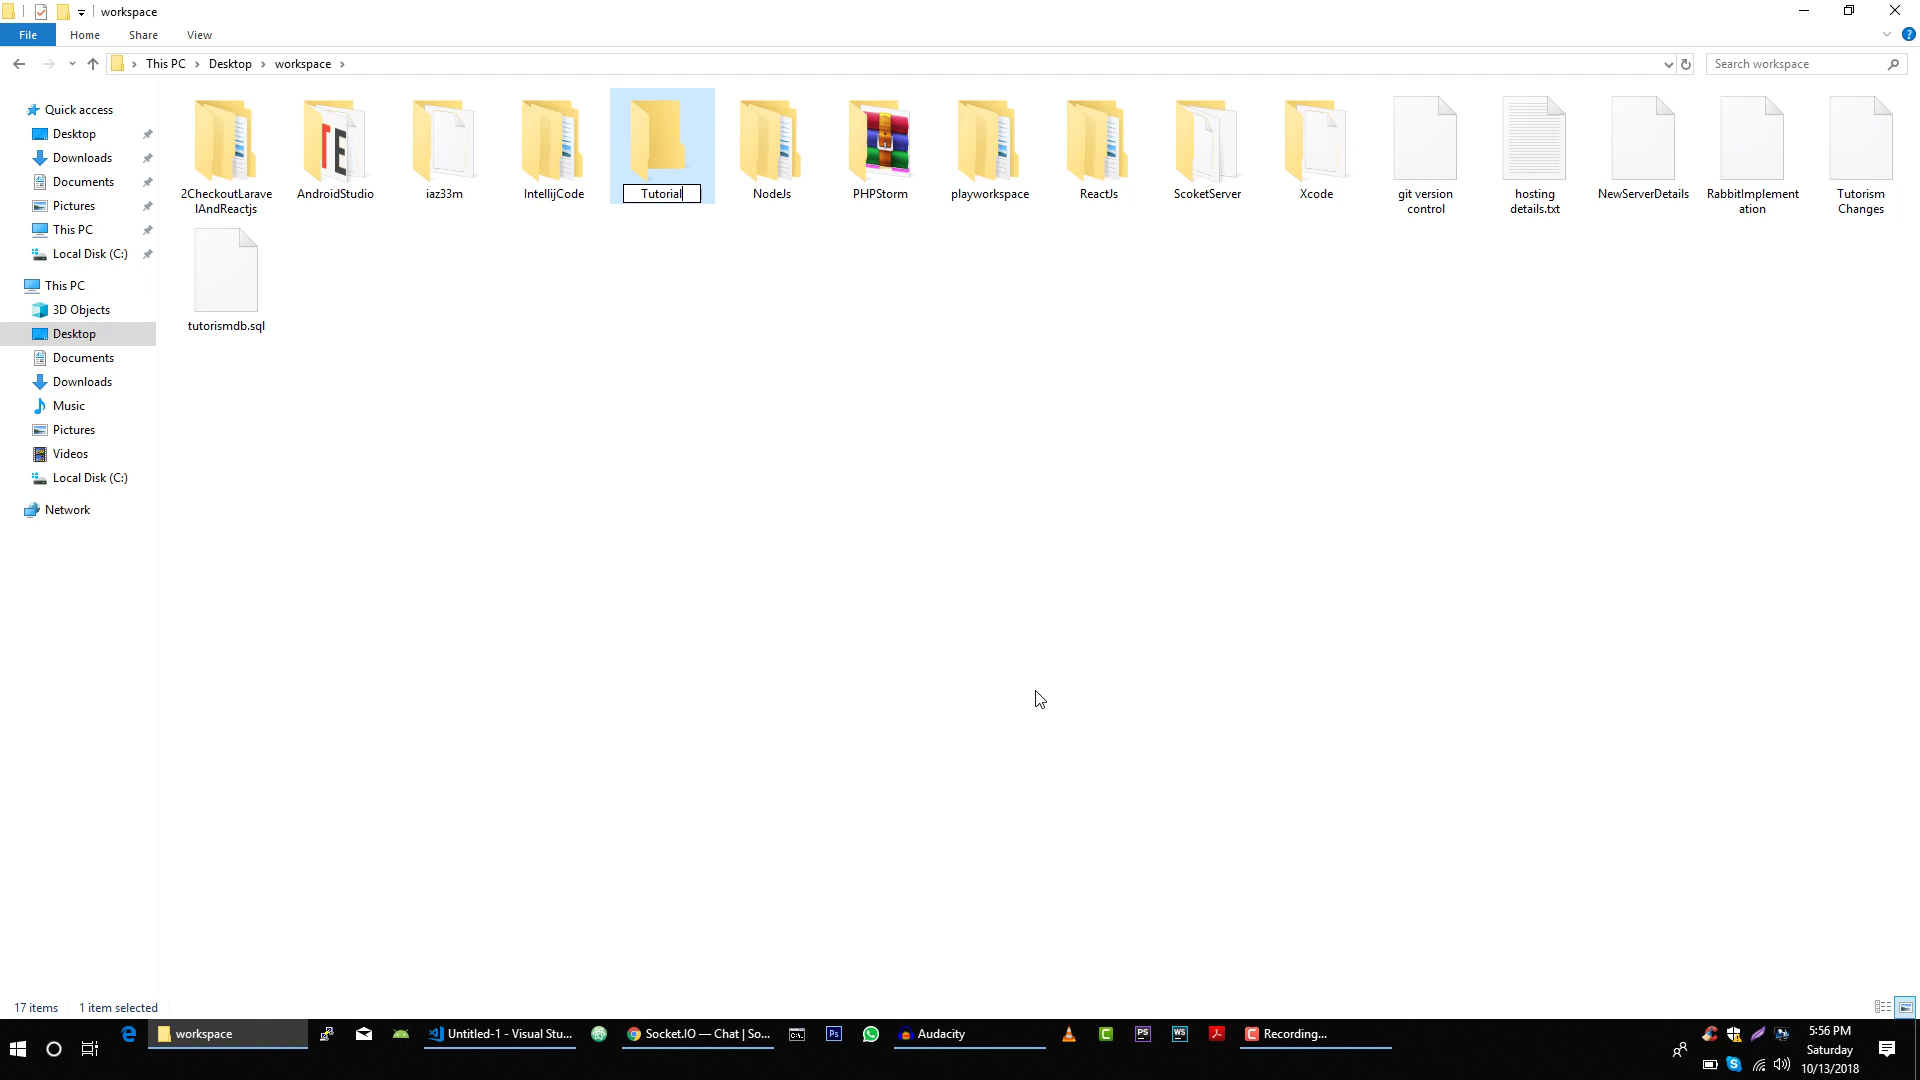 workspace
File
Home
Share
View
This PC
Desktop
workspace
Search workspace
Quick access
Desktop
Downloads
Documents
Pictures
This PC
Local Disk (C:)
This PC
3D Objects
Desktop
Documents
Downloads
Music
Pictures
Videos
Local Disk (C:)
Network
2CheckoutLarave
lAndReactjs
AndroidStudio
iaz33m
IntellijCode
Tutorial
NodeJs
PHPStorm
playworkspace
ReactJs
ScoketServer
Xcode
git version
control
hosting
details.txt
NewServerDetails
RabbitImplement
ation
Tutorism
Changes
tutorismdb.sql
17 items
1 item selected
workspace
Untitled-1 - Visual Stu...
Socket.IO — Chat | So...
Ps
Audacity
PS
WS
Recording...
5:56 PM
Saturday
10/13/2018